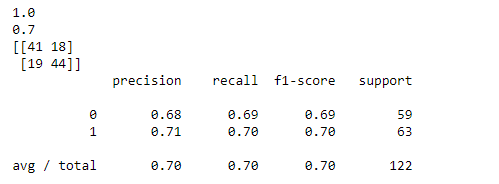 1.0
0.7
[[41 18]
 [19 44]]
             precision    recall  f1-score   support

          0       0.68      0.69      0.69        59
          1       0.71      0.70      0.70        63

avg / total       0.70      0.70      0.70       122